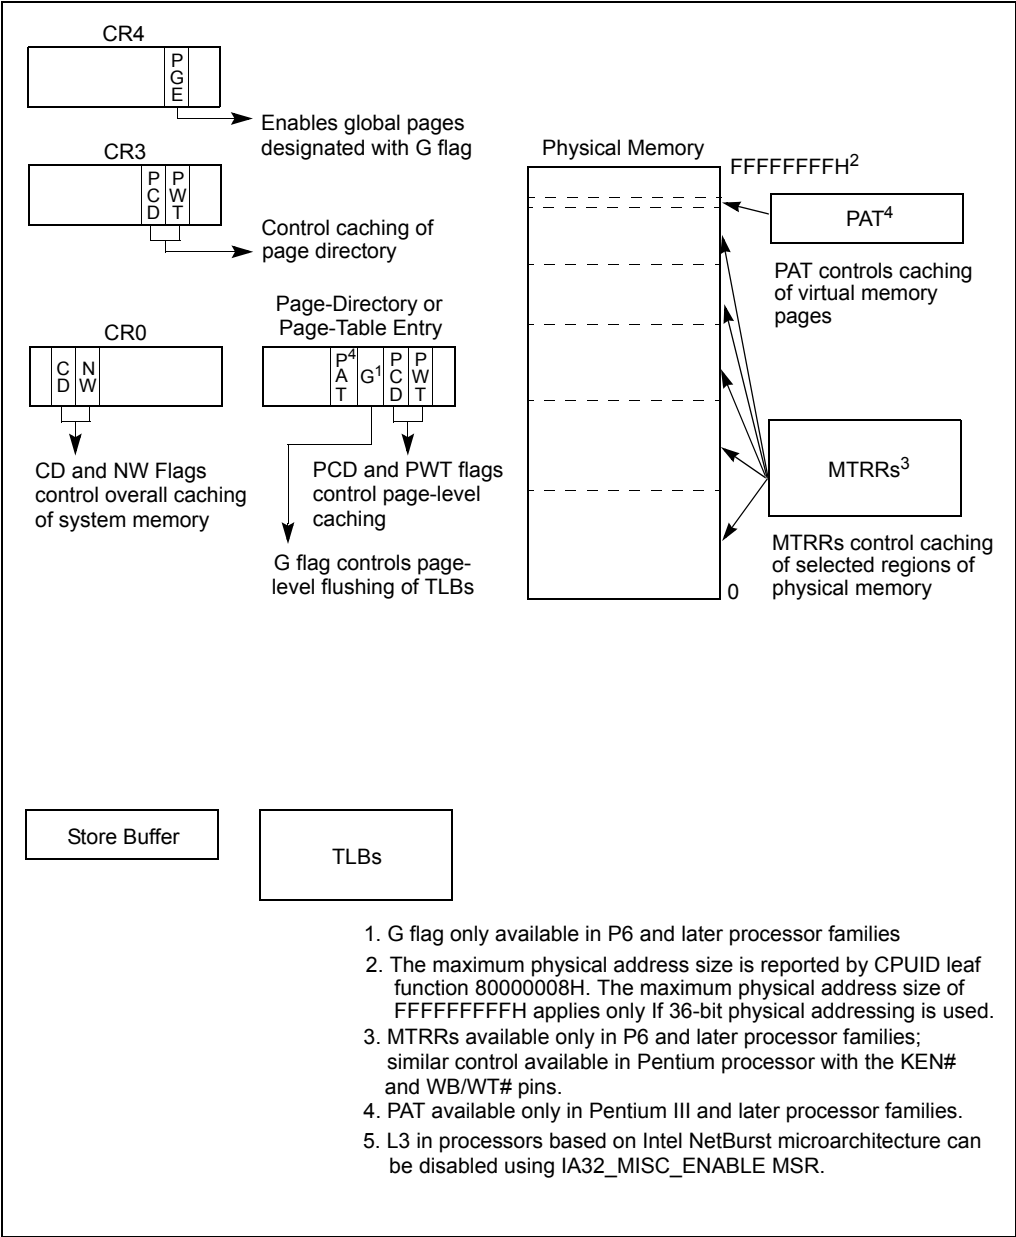 CR4
PGE
Enables global pages
designated with G flag
CR3
PCD PWT
Control caching of
page directory
Physical Memory
FFFFFFFFH2
PAT4
PAT controls caching
of virtual memory
pages
CR0
CD NW
CD and NW Flags
control overall caching
of system memory
Page-Directory or
Page-Table Entry
PAT4 G1 PCD PWT
PCD and PWT flags
control page-level
caching
G flag controls page-
level flushing of TLBs
MTRRs3
MTRRs control caching
of selected regions of
physical memory
0
Store Buffer
TLBs
1. G flag only available in P6 and later processor families
2. The maximum physical address size is reported by CPUID leaf
function 80000008H. The maximum physical address size of
FFFFFFFFFH applies only If 36-bit physical addressing is used.
3. MTRRs available only in P6 and later processor families;
similar control available in Pentium processor with the KEN#
and WB/WT# pins.
4. PAT available only in Pentium III and later processor families.
5. L3 in processors based on Intel NetBurst microarchitecture can
be disabled using IA32_MISC_ENABLE MSR.